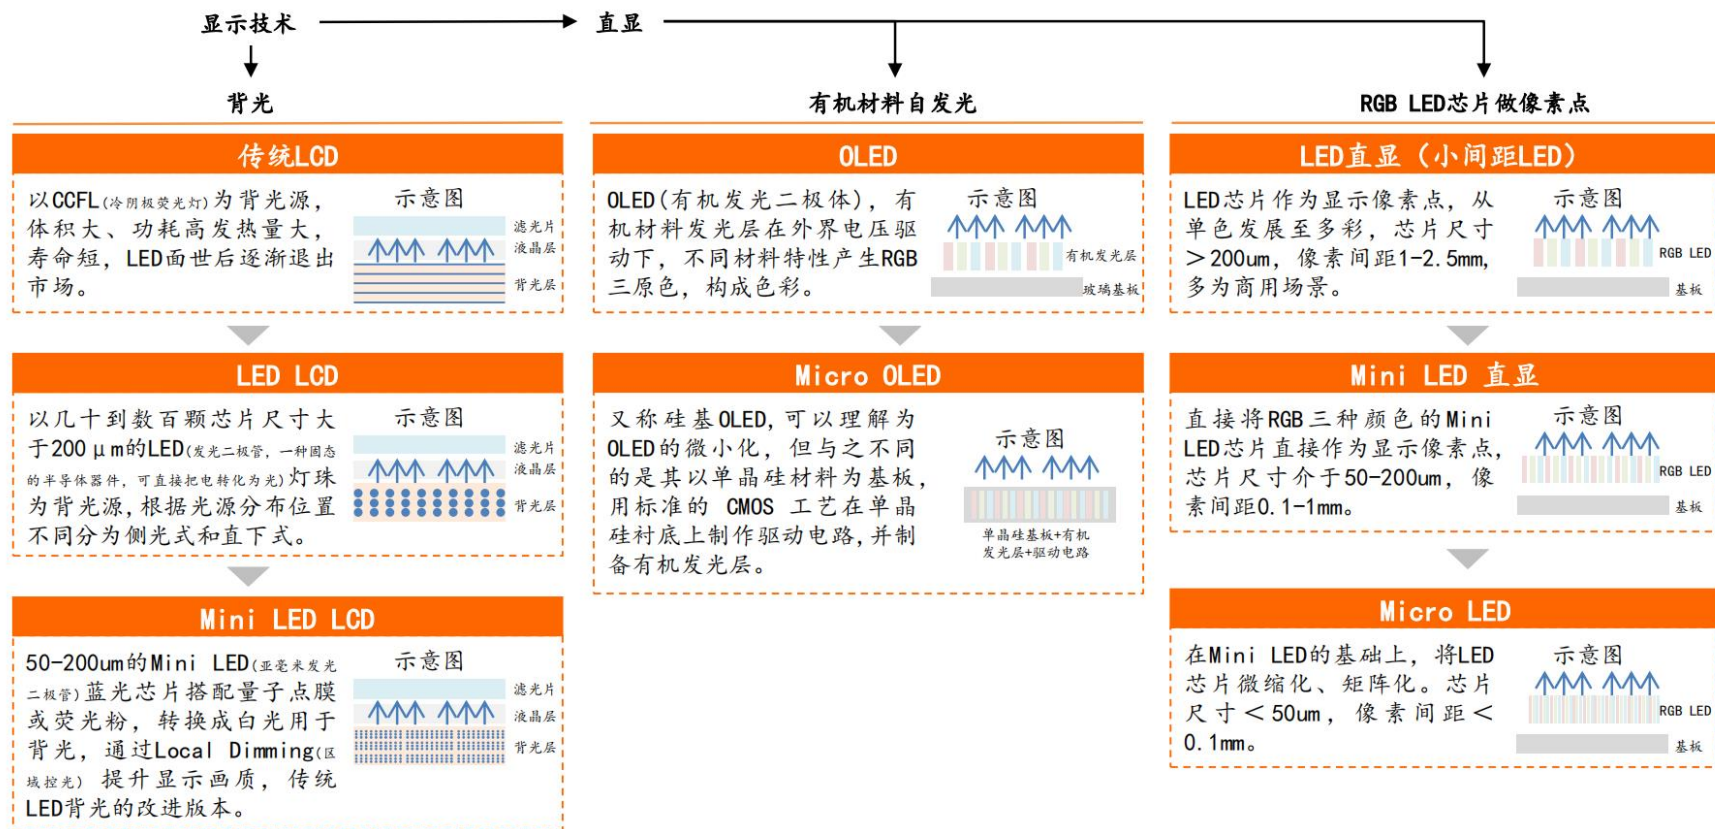 显示技术
直显
背光
有机材料自发光
RGB LED芯片做像素点
传统LCD
以CCFL(冷阴极荧光灯)为背光源，
体积大、功耗高发热量大，
寿命短，LED面世后逐渐退出
市场。
示意图
滤光片
液晶层
背光层
LED LCD
以几十到数百颗芯片尺寸大
于200μm的LED(发光二极管，一种固态
的半导体器件，可直接把电转化为光)灯珠
为背光源,根据光源分布位置
不同分为侧光式和直下式。
示意图
滤光片
液晶层
背光层
Mini LED LCD
50-200um的Mini LED(亚毫米发光
二极管)蓝光芯片搭配量子点膜
或荧光粉，转换成白光用于
背光，通过Local Dimming(区
域控光) 提升显示画质，传统
LED背光的改进版本。
示意图
滤光片
液晶层
背光层
OLED
OLED(有机发光二极体)，有
机材料发光层在外界电压驱
动下，不同材料特性产生RGB
三原色，构成色彩。
示意图
有机发光层
玻璃基板
Micro OLED
又称硅基OLED,可以理解为
OLED的微小化，但与之不同
的是其以单晶硅材料为基板，
用标准的 CMOS 工艺在单晶
硅衬底上制作驱动电路,并制
备有机发光层。
示意图
单晶硅基板+有机
发光层+驱动电路
LED直显（小间距LED）
LED芯片作为显示像素点，从
单色发展至多彩，芯片尺寸
＞200um，像素间距1-2.5mm,
多为商用场景。
示意图
RGB LED
基板
Mini LED 直显
直接将RGB三种颜色的Mini
LED芯片直接作为显示像素点,
芯片尺寸介于50-200um，像
素间距0.1-1mm。
示意图
RGB LED
基板
Micro LED
在Mini LED的基础上，将LED
芯片微缩化、矩阵化。芯片
尺寸＜50um，像素间距＜
0.1mm。
示意图
RGB LED
基板